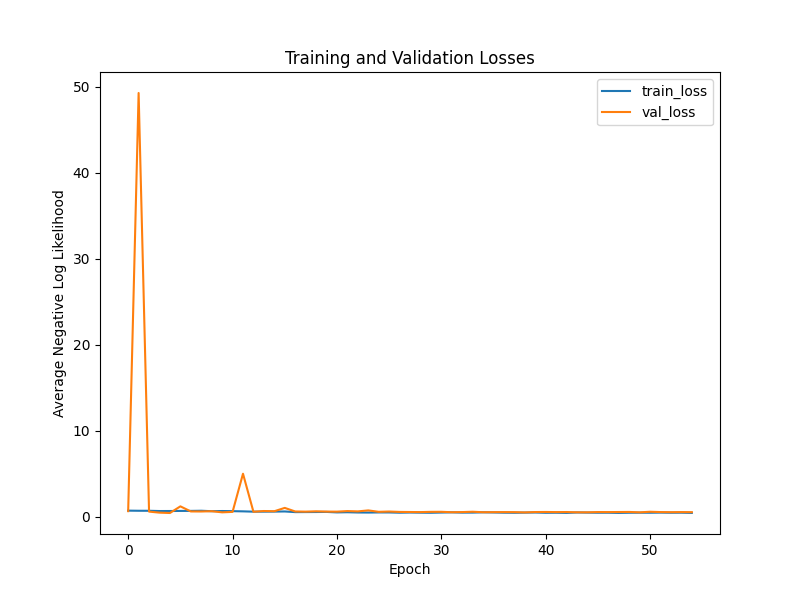 Training and Validation Losses
train_loss
val_loss
Average Negative Log Likelihood
50
40
30
20
10
0
0
10
20
30
40
50
Epoch